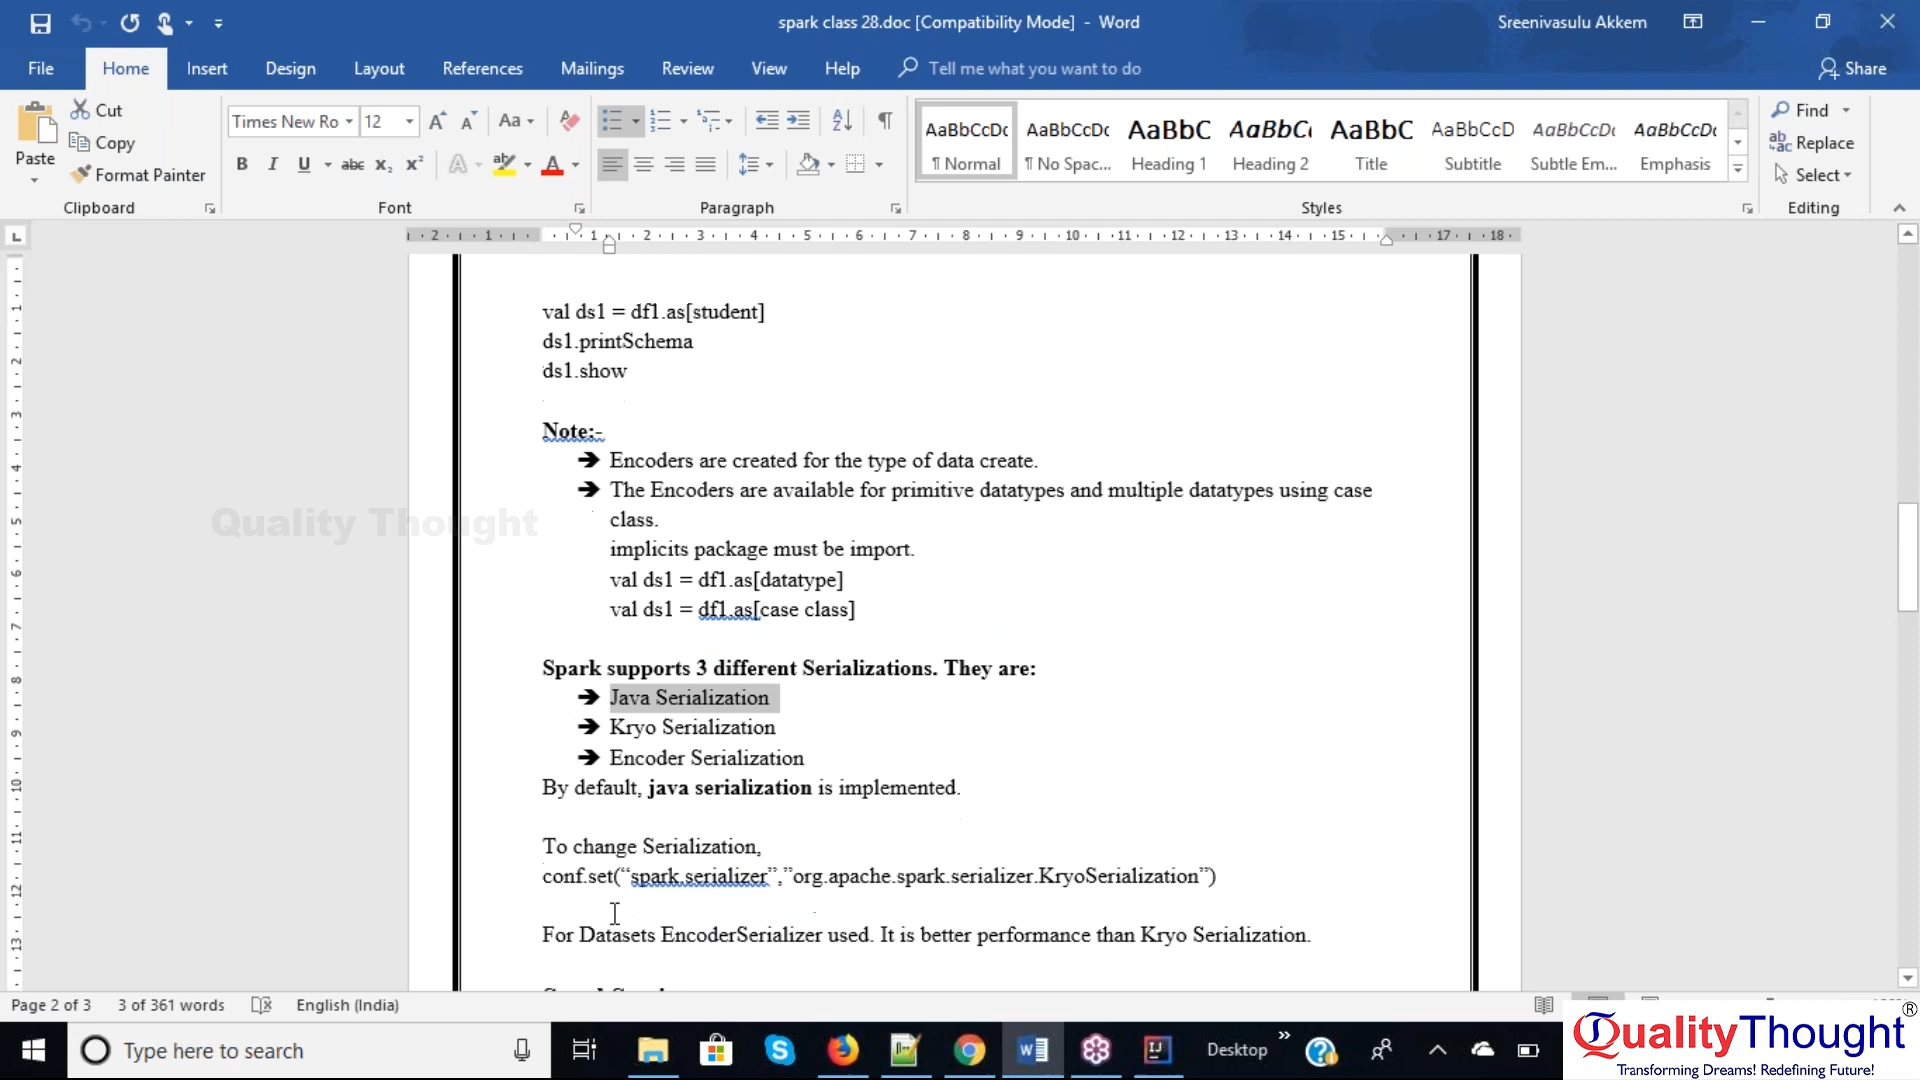 spark class 28.doc [Compatibility Mode] - Word
Sreenivasulu Akkem
File Home Insert Design Layout References Mailings Review View Help Tell me what you want to do Share
Paste
Cut
Copy
Format Painter
Clipboard
Times New Ro 12
Font
Paragraph
AaBbCcDc AaBbCcDc AaBbC AaBbC AaBbC AaBbCcD AaBbCcDc AaBbCcDc
¶ Normal ¶ No Spac... Heading 1 Heading 2 Title Subtitle Subtle Em... Emphasis
Styles
Find
Replace
Select
Editing
val ds1 = df1.as[student]
ds1.printSchema
ds1.show
Note:-
➔ Encoders are created for the type of data create.
➔ The Encoders are available for primitive datatypes and multiple datatypes using case
class.
implicits package must be import.
val ds1 = df1.as[datatype]
val ds1 = df1.as[case class]
Quality Thought
Spark supports 3 different Serializations. They are:
➔ Java Serialization
➔ Kryo Serialization
➔ Encoder Serialization
By default, java serialization is implemented.
To change Serialization,
conf.set(“spark.serializer”,”org.apache.spark.serializer.KryoSerialization”)
For Datasets EncoderSerializer used. It is better performance than Kryo Serialization.
Page 2 of 3 3 of 361 words English (India)
Type here to search
Desktop
QualityThought®
Transforming Dreams! Redefining Future!